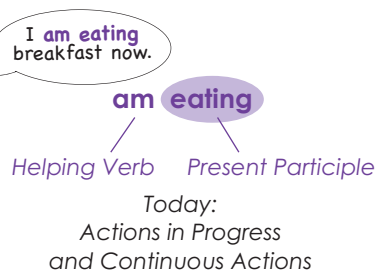 I am eating
breakfast now.
am eating
Helping Verb Present Participle
Today:
Actions in Progress
and Continuous Actions